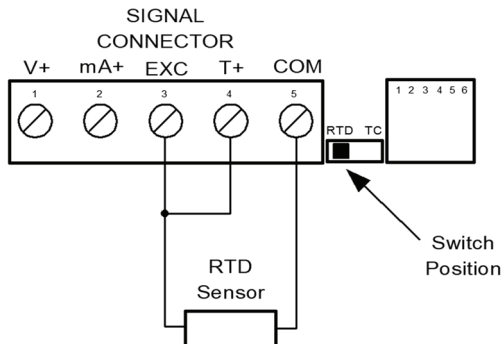 SIGNAL
CONNECTOR
V+ mA+ EXC T+ COM
1 2 3 4 5
1 2 3 4 5 6
RTD TC
Switch
Position
RTD
Sensor